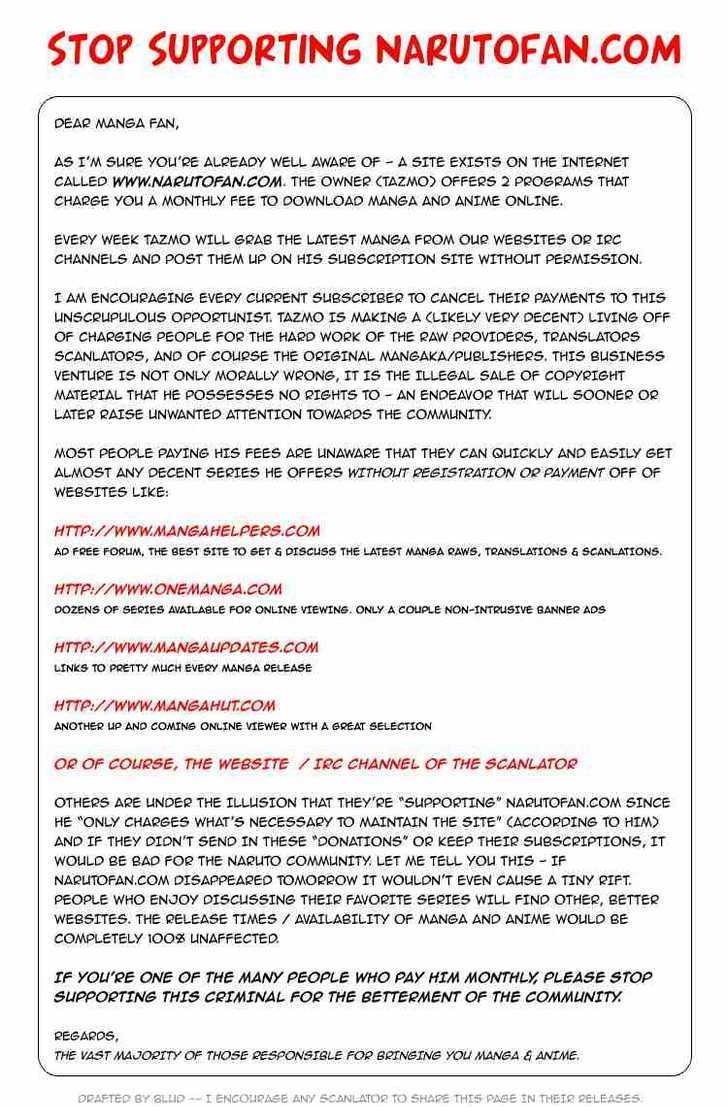 STOP SUPPORTING NARUTOFAN.COM
DEAR MANGA FAN,
AS I'M SURE YOU'RE ALREADY WELL AWARE OF - A SITE EXISTS ON THE INTERNET
CALLED WWW.NARUTOFAN.COM. THE OWNER (TAZMO) OFFERS 2 PROGRAMS THAT
CHARGE YOU A MONTHLY FEE TO DOWNLOAD MANGA AND ANIME ONLINE.
EVERY WEEK TAZMO WILL GRAB THE LATEST MANGA FROM OUR WEBSITES OR IRC
CHANNELS AND POST THEM UP ON HIS SUBSCRIPTION SITE WITHOUT PERMISSION.
I AM ENCOURAGING EVERY CURRENT SUBSCRIBER TO CANCEL THEIR PAYMENTS TO THIS
UNSCRUPULOUS OPPORTUNIST. TAZMO IS MAKING A (LIKELY VERY DECENT) LIVING OFF
OF CHARGING PEOPLE FOR THE HARD WORK OF THE RAW PROVIDERS, TRANSLATORS
SCANLATORS, AND OF COURSE THE ORIGINAL MANGAKA/PUBLISHERS. THIS BUSINESS
VENTURE IS NOT ONLY MORALLY WRONG, IT IS THE ILLEGAL SALE OF COPYRIGHT
MATERIAL THAT HE POSSESSES NO RIGHTS TO - AN ENDEAVOR THAT WILL SOONER OR
LATER RAISE UNWANTED ATTENTION TOWARDS THE COMMUNITY.
MOST PEOPLE PAYING HIS FEES ARE UNAWARE THAT THEY CAN QUICKLY AND EASILY GET
ALMOST ANY DECENT SERIES HE OFFERS WITHOUT REGISTRATION OR PAYMENT OFF OF
WEBSITES LIKE:
HTTP://WWW.MANGAHELPERS.COM
AD FREE FORUM, THE BEST SITE TO GET & DISCUSS THE LATEST MANGA RAWS, TRANSLATIONS & SCANLATIONS.
HTTP://WWW.ONEMANGA.COM
DOZENS OF SERIES AVAILABLE FOR ONLINE VIEWING. ONLY A COUPLE NON-INTRUSIVE BANNER ADS
HTTP://WWW.MANGAUPDATES.COM
LINKS TO PRETTY MUCH EVERY MANGA RELEASE
HTTP://WWW.MANGAHUT.COM
ANOTHER UP AND COMING ONLINE VIEWER WITH A GREAT SELECTION
OR OF COURSE, THE WEBSITE / IRC CHANNEL OF THE SCANLATOR
OTHERS ARE UNDER THE ILLUSION THAT THEY'RE "SUPPORTING" NARUTOFAN.COM SINCE
HE "ONLY CHARGES WHAT'S NECESSARY TO MAINTAIN THE SITE" (ACCORDING TO HIM)
AND IF THEY DIDN'T SEND IN THESE "DONATIONS" OR KEEP THEIR SUBSCRIPTIONS, IT
WOULD BE BAD FOR THE NARUTO COMMUNITY. LET ME TELL YOU THIS - IF
NARUTOFAN.COM DISAPPEARED TOMORROW IT WOULDN'T EVEN CAUSE A TINY RIFT.
PEOPLE WHO ENJOY DISCUSSING THEIR FAVORITE SERIES WILL FIND OTHER, BETTER
WEBSITES. THE RELEASE TIMES / AVAILABILITY OF MANGA AND ANIME WOULD BE
COMPLETELY 100% UNAFFECTED.
IF YOU'RE ONE OF THE MANY PEOPLE WHO PAY HIM MONTHLY, PLEASE STOP
SUPPORTING THIS CRIMINAL FOR THE BETTERMENT OF THE COMMUNITY.
REGARDS,
THE VAST MAJORITY OF THOSE RESPONSIBLE FOR BRINGING YOU MANGA & ANIME.
DRAFTED BY BLUD -- I ENCOURAGE ANY SCANLATOR TO SHARE THIS PAGE IN THEIR RELEASES.